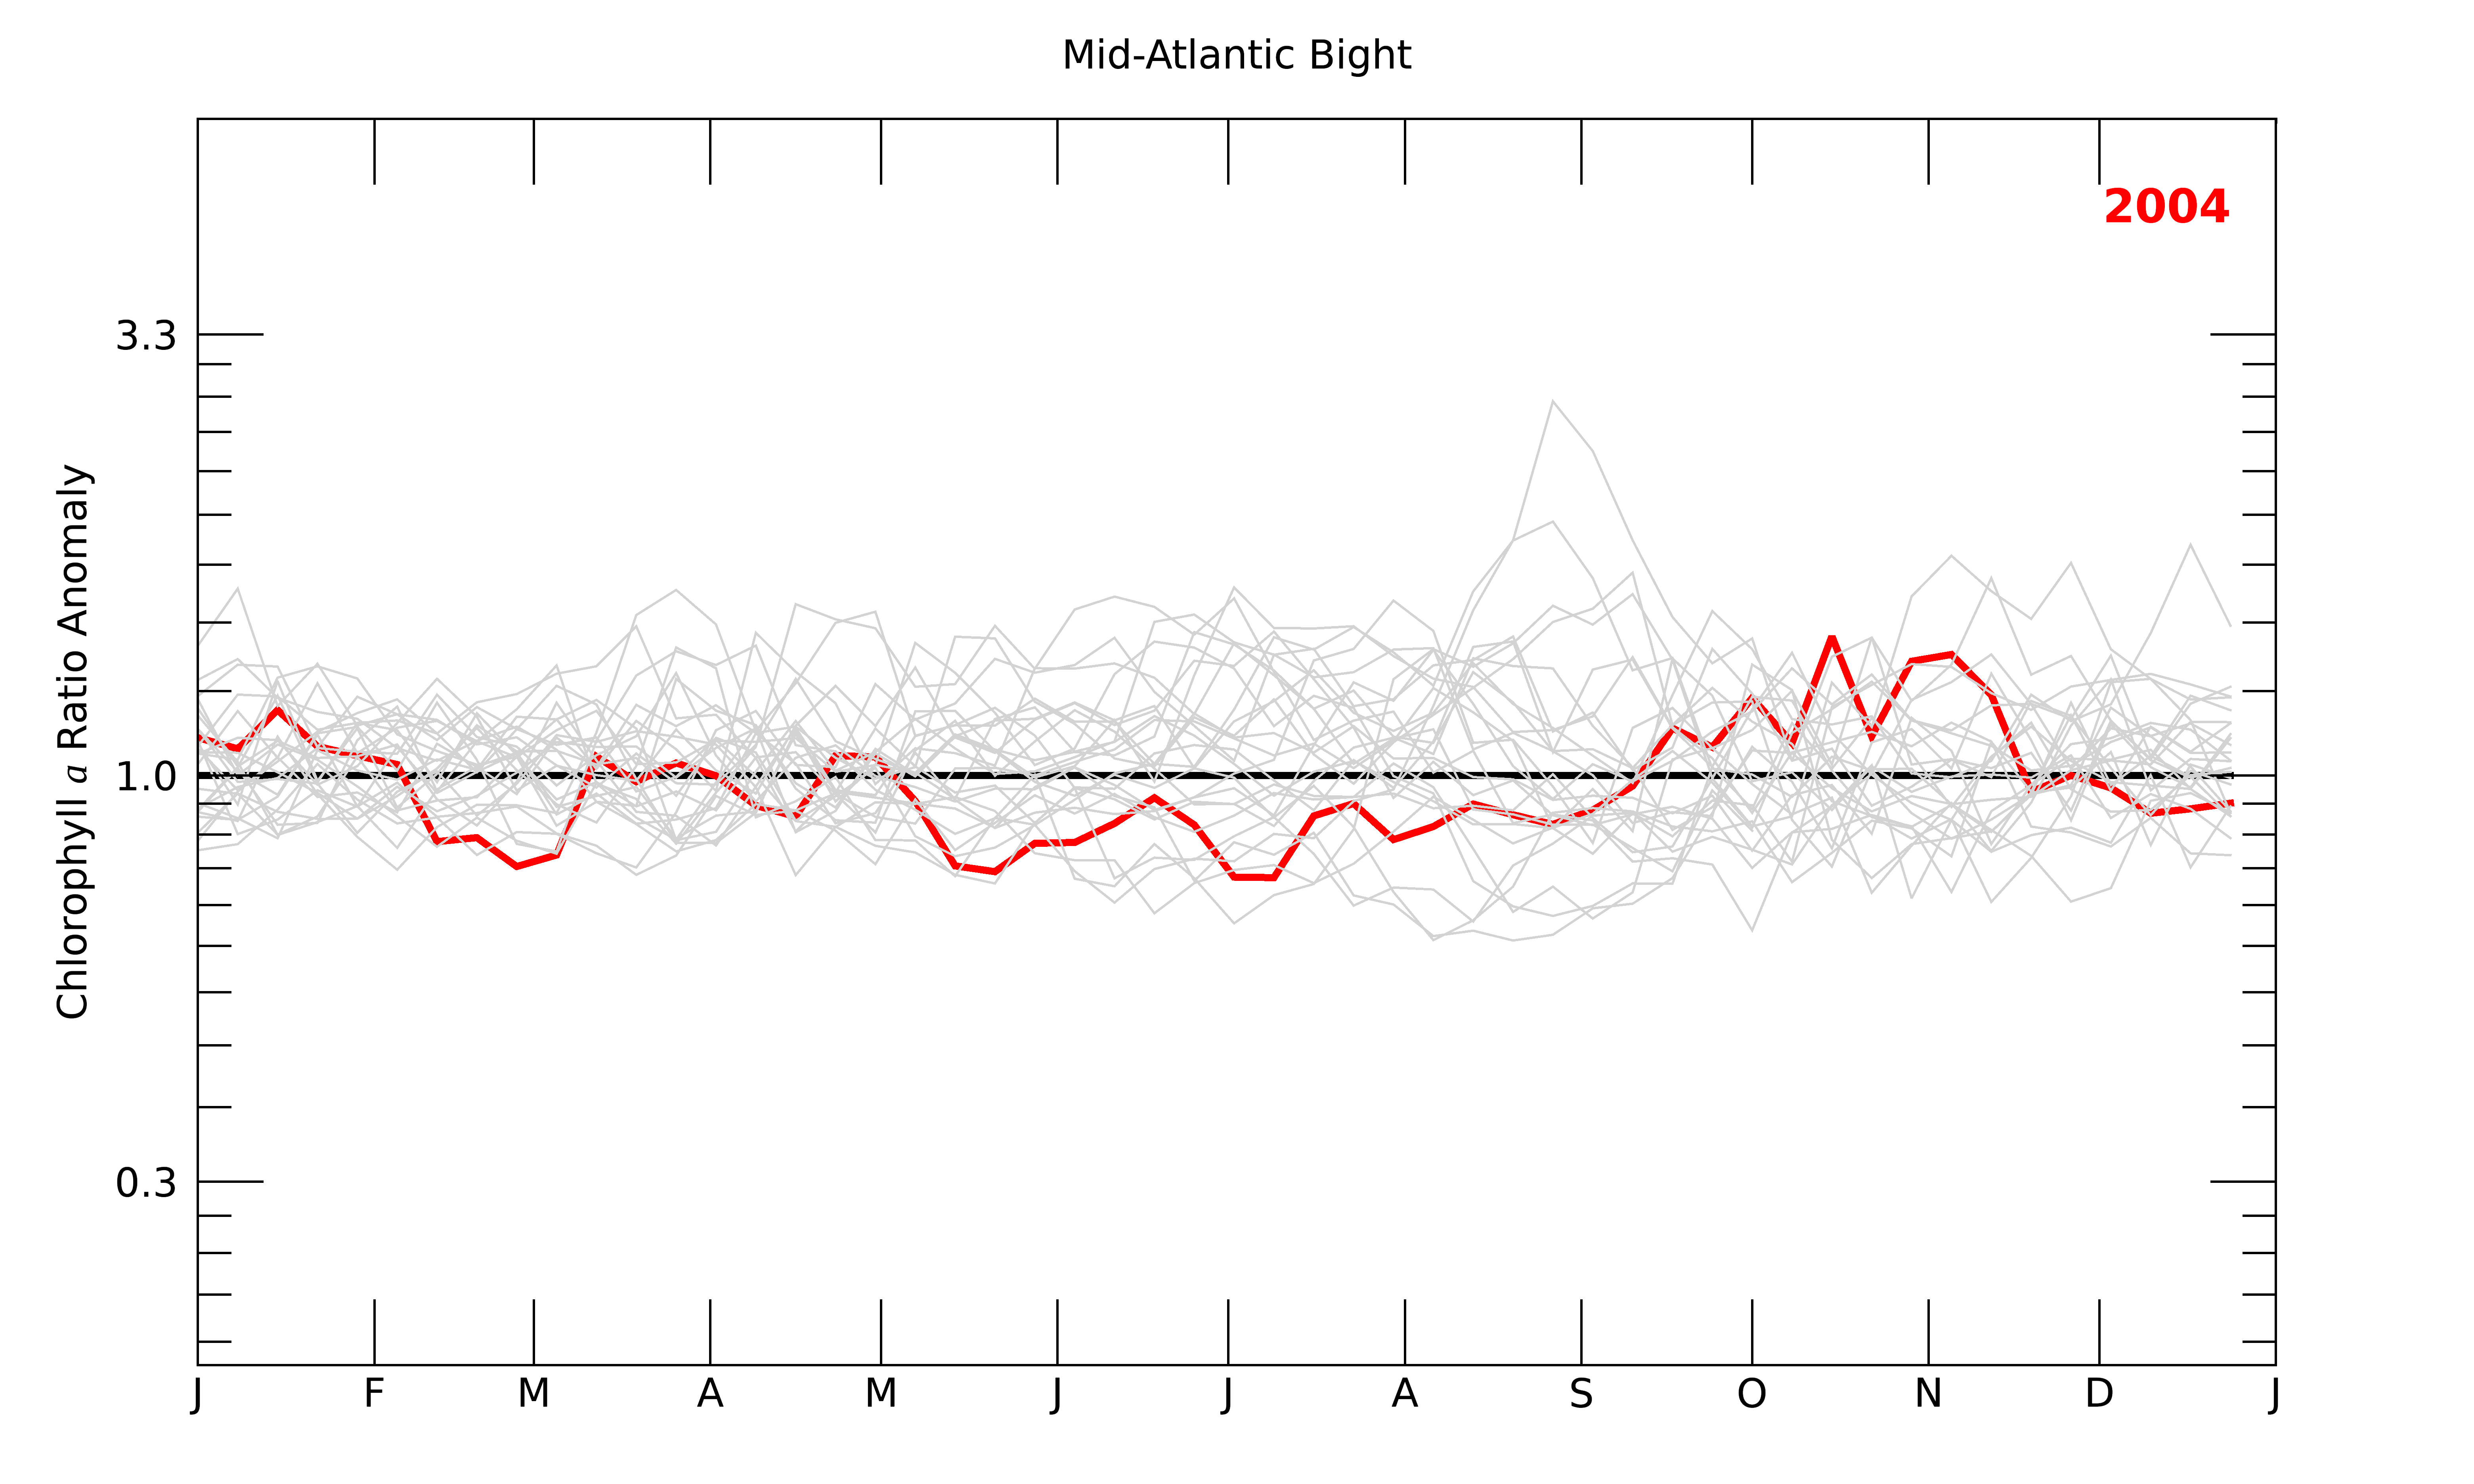 Mid-Atlantic Bight
2004
Chlorophyll a Ratio Anomaly
3.3
1.0
0.3
J F M A M J J A S O N D J